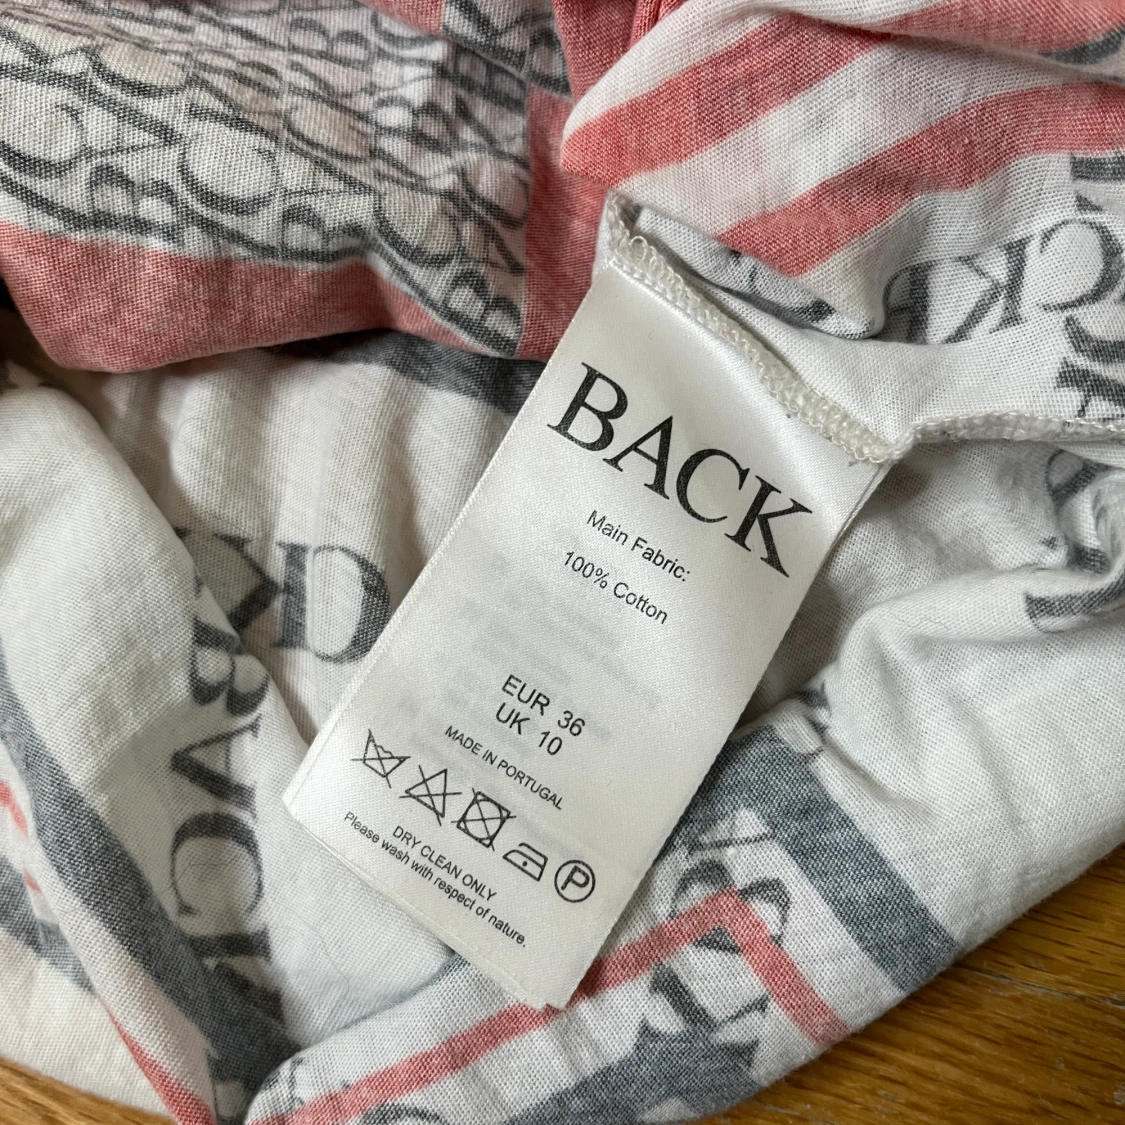 BACK
Main Fabric:
100% Cotton
EUR 36
UK 10
MADE IN PORTUGAL
P
DRY CLEAN ONLY
Please wash with respect of nature.
BACK